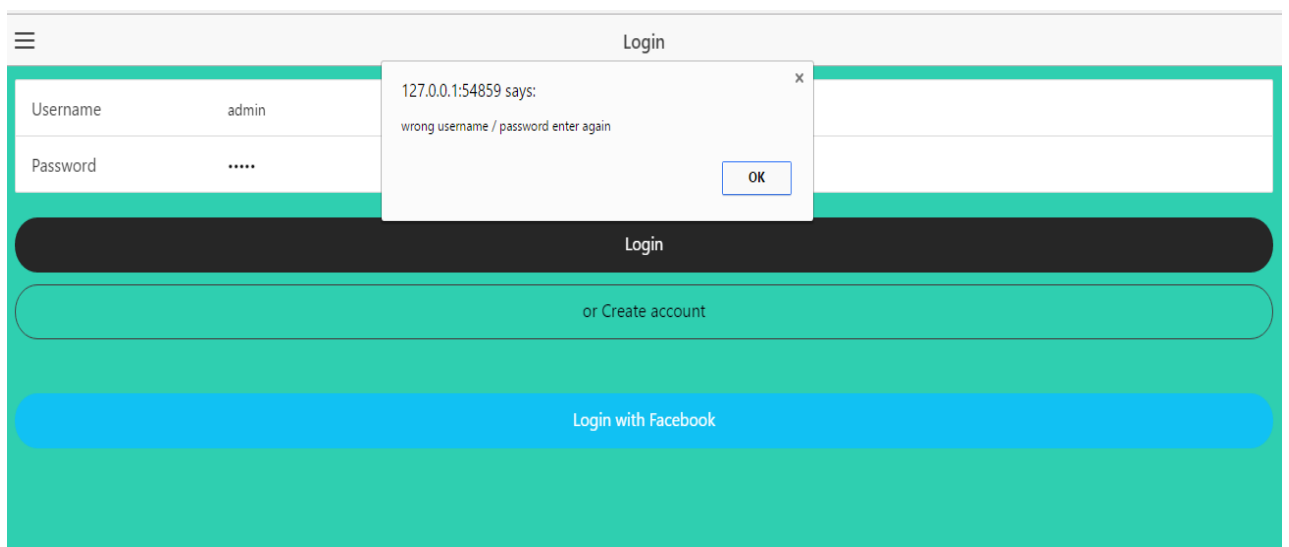 Login
127.0.0.1:54859 says:
x
Username admin
wrong username / password enter again
Password •••••
OK
Login
or Create account
Login with Facebook